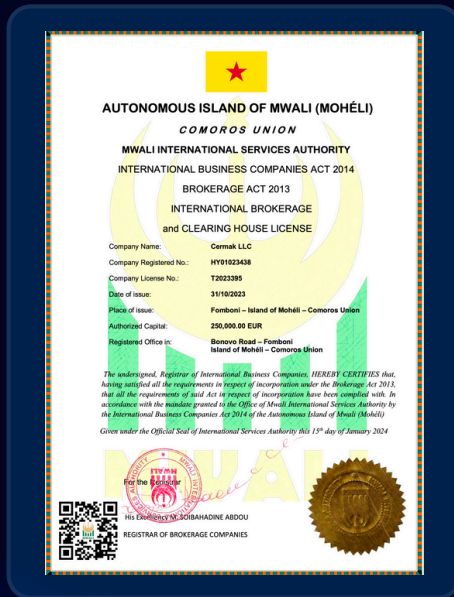 AUTONOMOUS ISLAND OF MWALI (MOHÉLI)
COMOROS UNION
MWALI INTERNATIONAL SERVICES AUTHORITY
INTERNATIONAL BUSINESS COMPANIES ACT 2014
BROKERAGE ACT 2013
INTERNATIONAL BROKERAGE
and CLEARING HOUSE LICENSE
Company Name: Cermak LLC
Company Registered No.: HY01023438
Company License No.: T2023395
Date of issue: 31/10/2023
Place of issue: Fomboni – Island of Mohéli – Comoros Union
Authorized Capital: 250,000.00 EUR
Registered Office in: Bonovo Road – Fomboni
Island of Mohéli – Comoros Union
The undersigned, Registrar of International Business Companies, HEREBY CERTIFIES that,
having satisfied all the requirements in respect of incorporation under the Brokerage Act 2013,
that all the requirements of said Act in respect of incorporation have been complied with. In
accordance with the mandate granted to the Office of Mwali International Services Authority by
the International Business Companies Act 2014 of the Autonomous Island of Mwali (Mohéli)
Given under the Official Seal of International Services Authority this 15th day of January 2024
MWALI
For the Registrar
His Excellency M. SOIBAHADINE ABDOU
REGISTRAR OF BROKERAGE COMPANIES